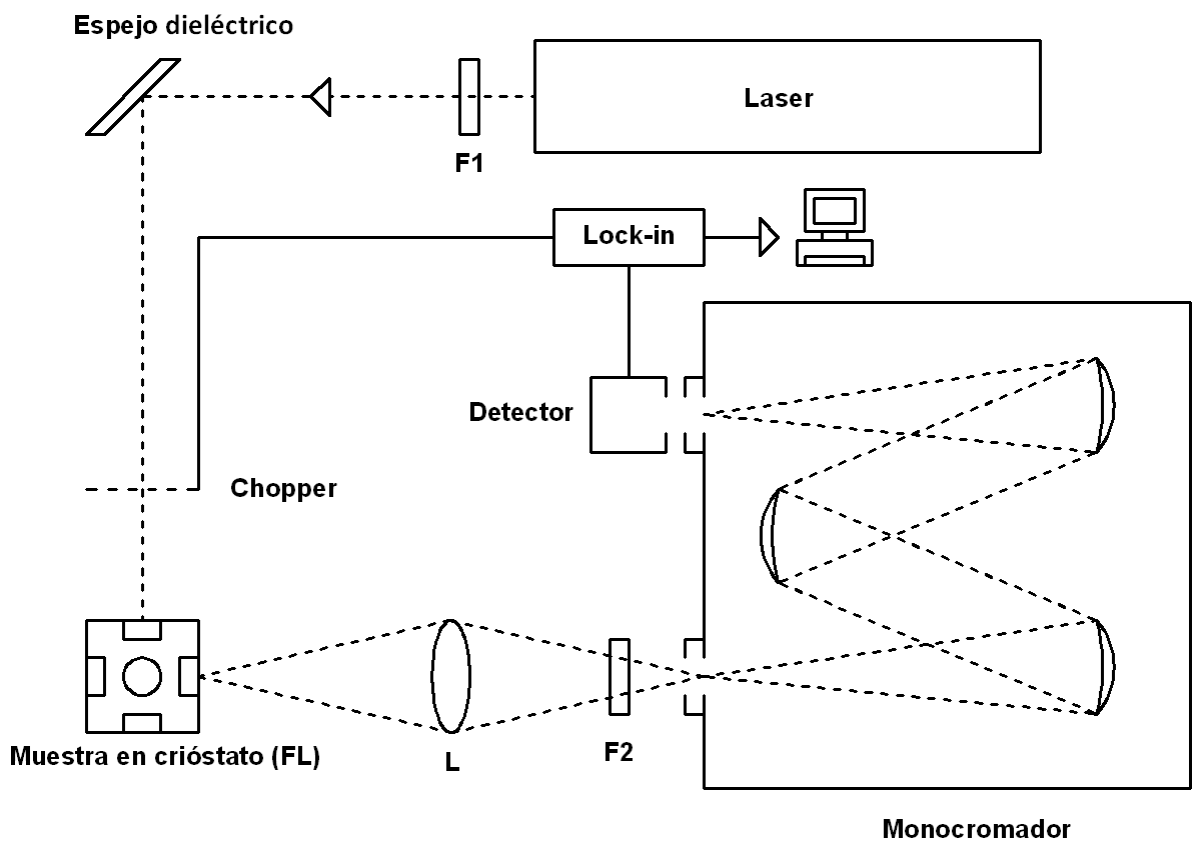 Espejo dieléctrico
Laser
F1
Lock-in
Detector
Chopper
Muestra en crióstato (FL)
L
F2
Monocromador